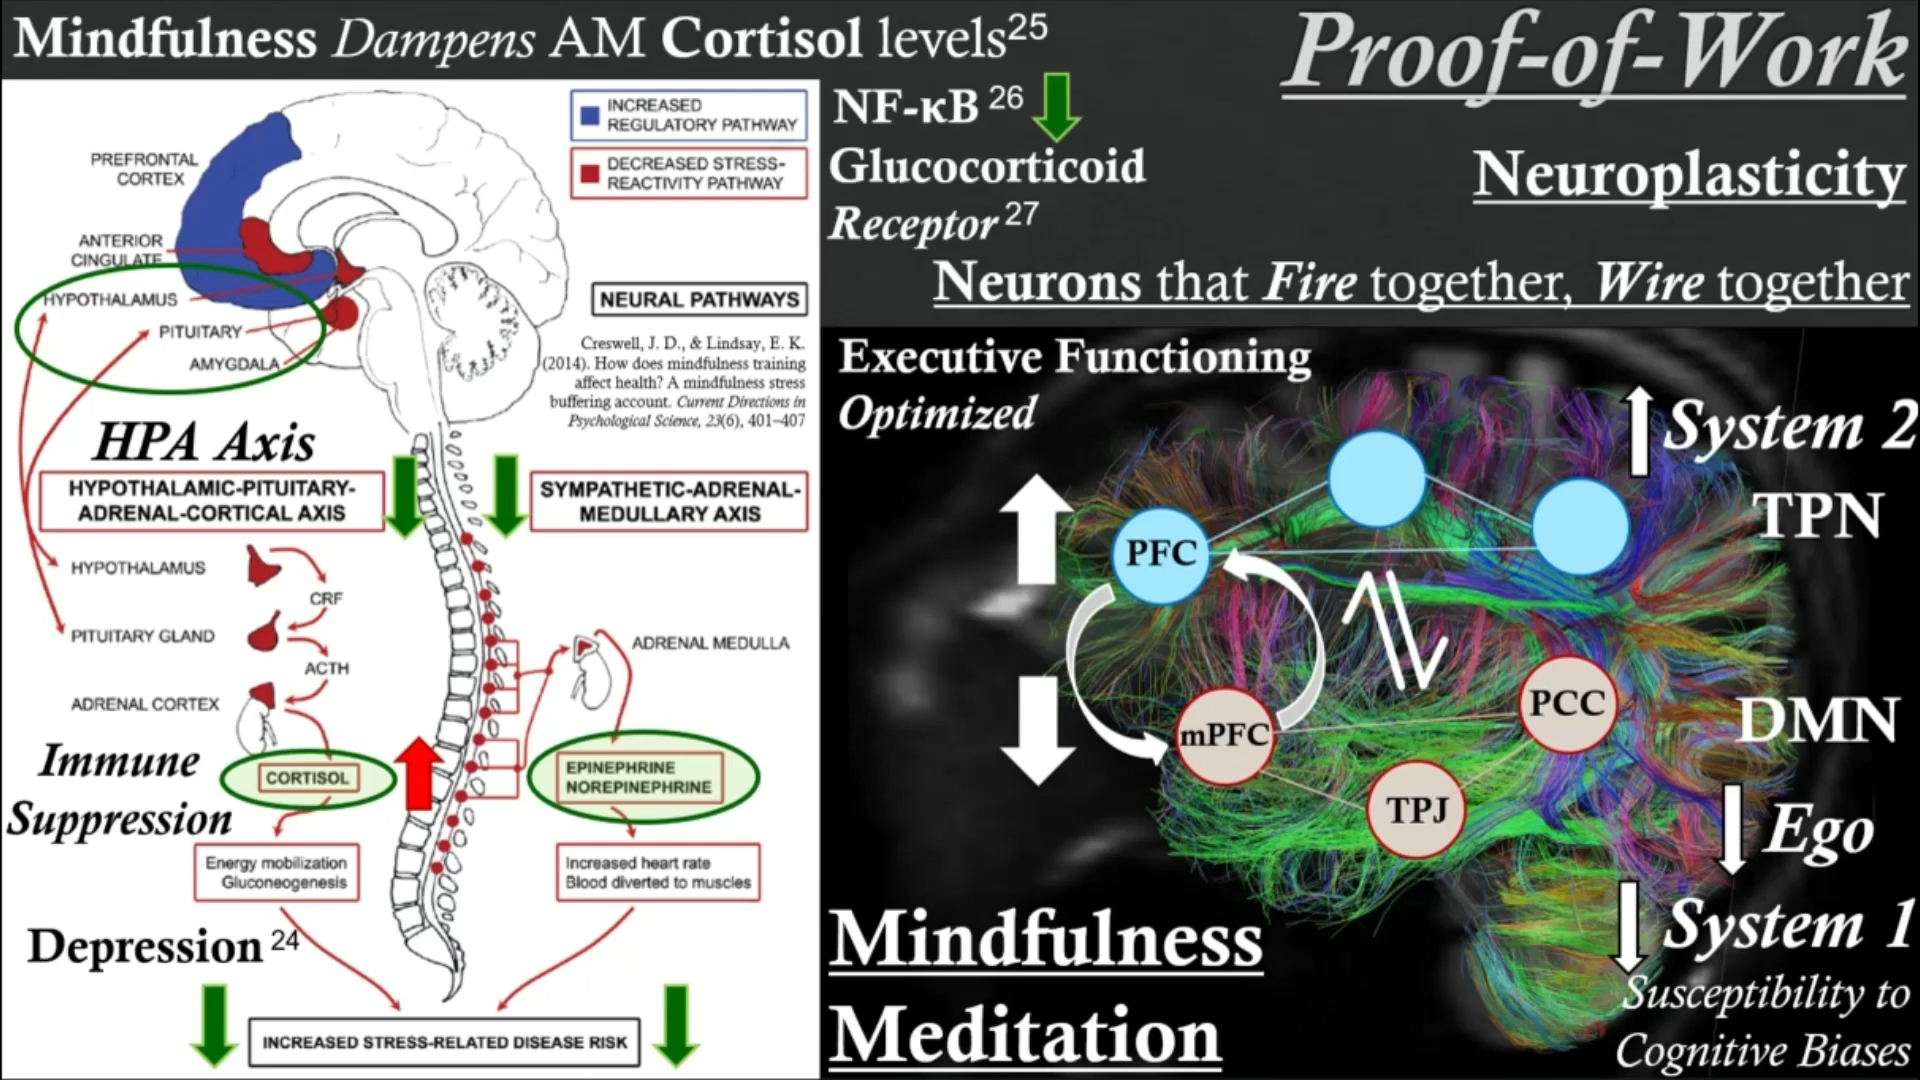 Mindfulness Dampens AM Cortisol levels25
Proof-of-Work
NF-κB 26
Glucocorticoid
Receptor 27
Neuroplasticity
Neurons that Fire together, Wire together
INCREASED
REGULATORY PATHWAY
DECREASED STRESS-
REACTIVITY PATHWAY
PREFRONTAL
CORTEX
ANTERIOR
CINGULATE
HYPOTHALAMUS
PITUITARY
AMYGDALA
NEURAL PATHWAYS
Creswell, J. D., & Lindsay, E. K.
(2014). How does mindfulness training
affect health? A mindfulness stress
buffering account. Current Directions in
Psychological Science, 23(6), 401–407
HPA Axis
HYPOTHALAMIC-PITUITARY-
ADRENAL-CORTICAL AXIS
SYMPATHETIC-ADRENAL-
MEDULLARY AXIS
HYPOTHALAMUS
CRF
PITUITARY GLAND
ACTH
ADRENAL CORTEX
ADRENAL MEDULLA
Immune
Suppression
CORTISOL
EPINEPHRINE
NOREPINEPHRINE
Energy mobilization
Gluconeogenesis
Increased heart rate
Blood diverted to muscles
Depression 24
INCREASED STRESS-RELATED DISEASE RISK
Executive Functioning
Optimized
System 2
TPN
PFC
mPFC
PCC
TPJ
DMN
Ego
System 1
Susceptibility to
Cognitive Biases
Mindfulness
Meditation